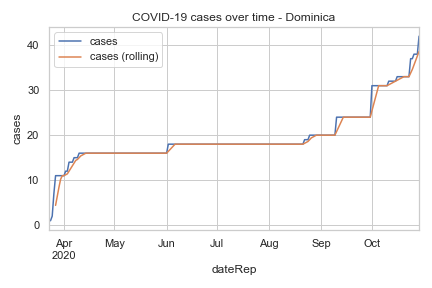 COVID-19 cases over time - Dominica
cases
cases (rolling)
40
30
20
10
0
cases
Apr
2020
May
Jun
Jul
Aug
Sep
Oct
dateRep